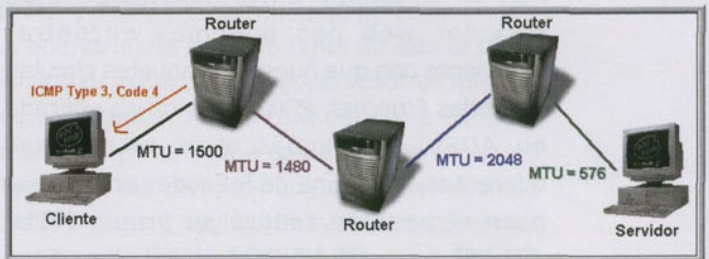 Router
Router
ICMP Type 3, Code 4
MTU = 1500
MTU = 1480
MTU = 2048
MTU = 576
Cliente
Router
Servidor